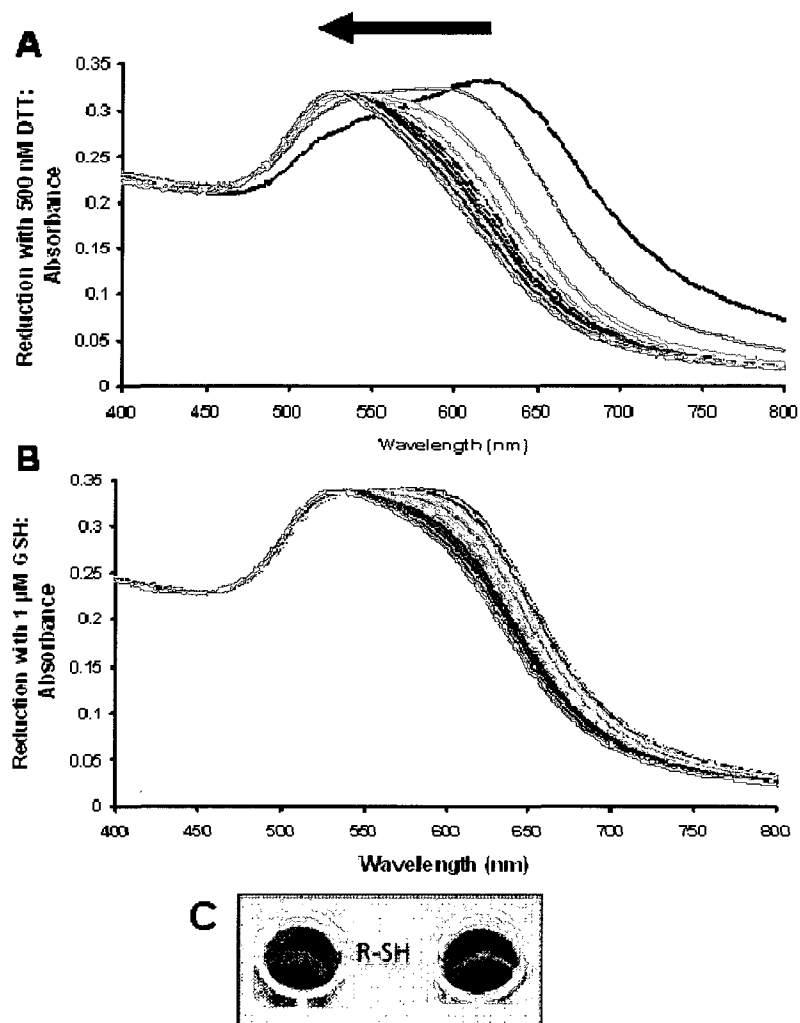 A
Reduction with 500 nM DTT:
Absorbance
0.35
0.3
0.25
0.2
0.15
0.1
0.05
0
400 450 500 550 600 650 700 750 800
Wavelength (nm)
B
Reduction with 1 µM GSH:
Absorbance
0.35
0.3
0.25
0.2
0.15
0.1
0.05
0
400 450 500 550 600 650 700 750 800
Wavelength (nm)
C
R-SH